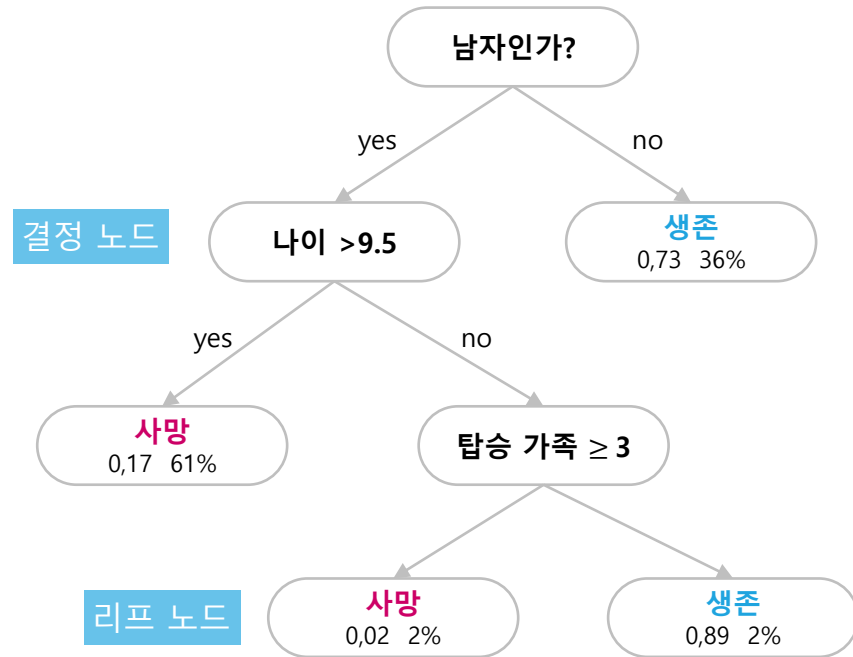 남자인가?
yes
no
결정 노드
나이 >9.5
생존
0,73 36%
yes
no
사망
0,17 61%
탑승 가족 ≥ 3
리프 노드
사망
0,02 2%
생존
0,89 2%